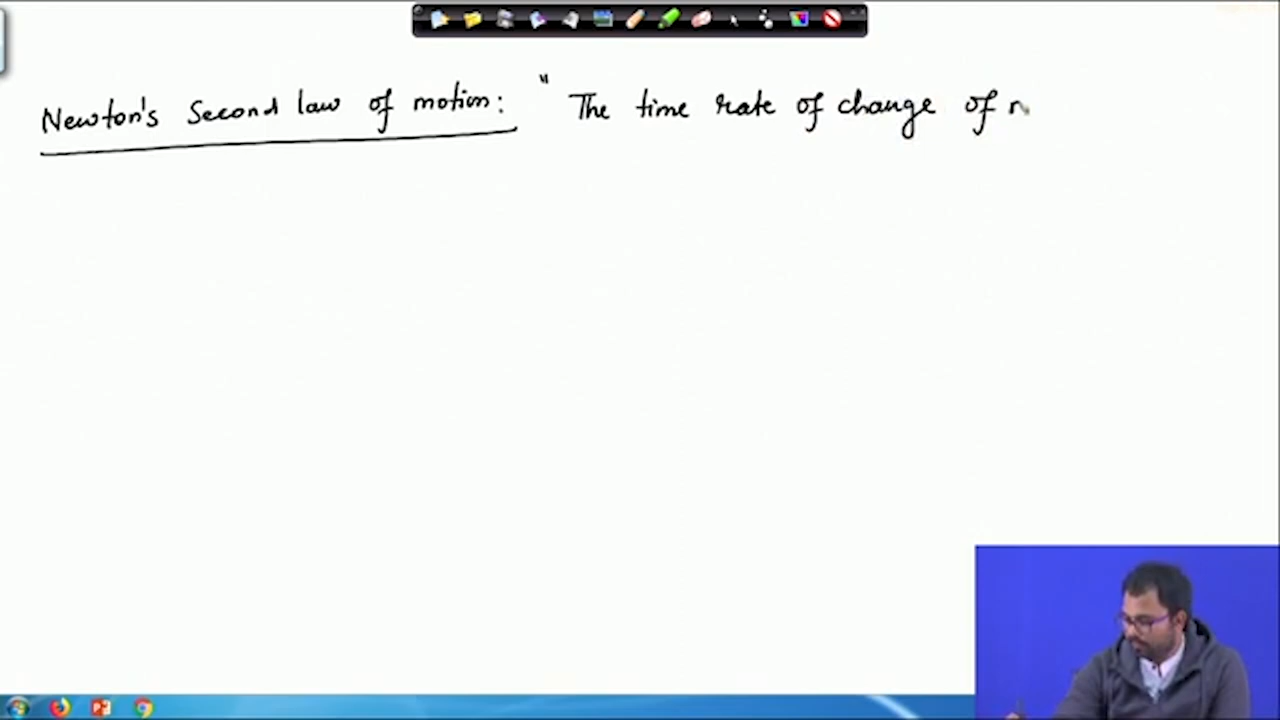 Newton's Second law of motion: " The time rate of change of